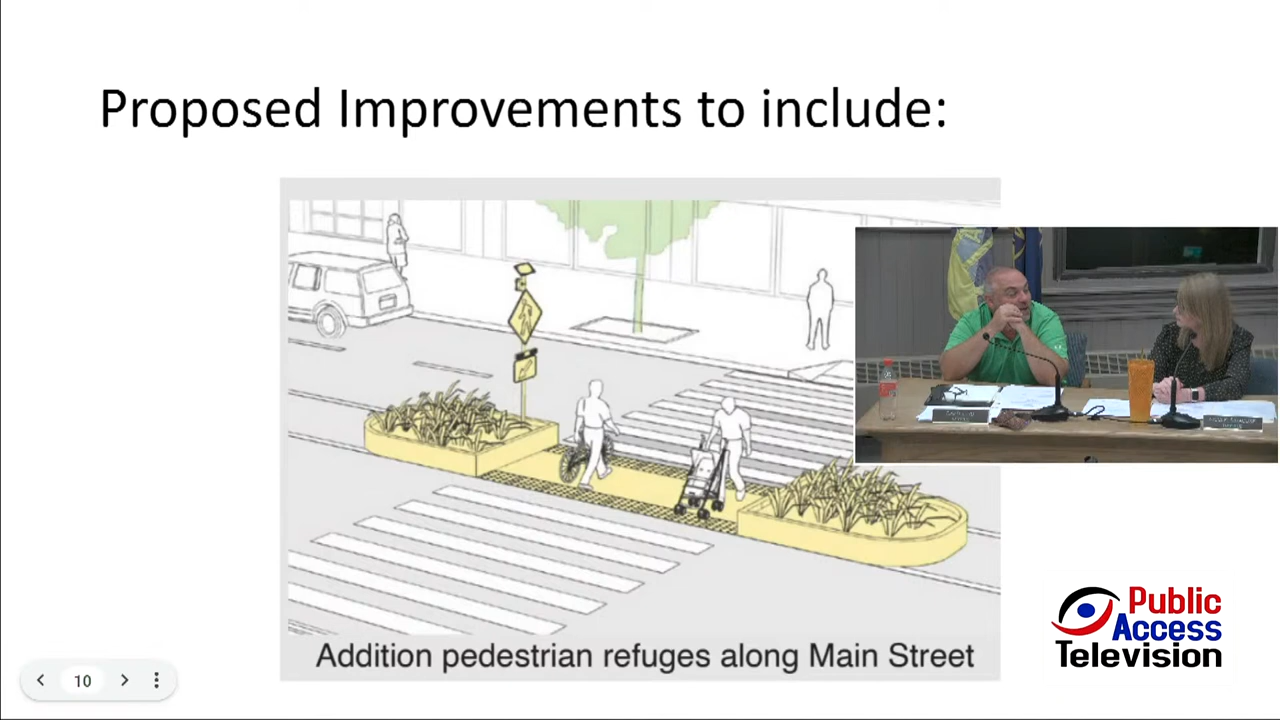 Proposed Improvements to include:
Addition pedestrian refuges along Main Street
10
Public
Access
Television